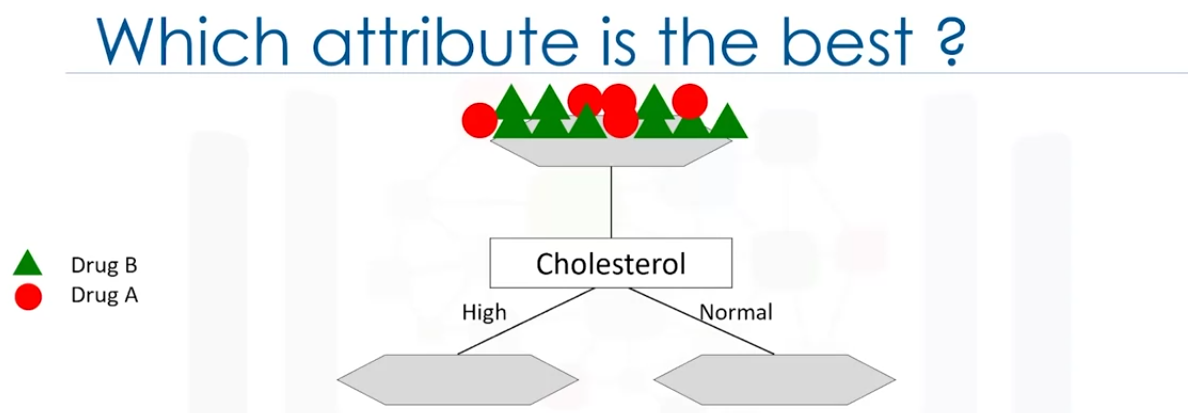 Which attribute is the best ?
Cholesterol
Drug B
Drug A
High
Normal